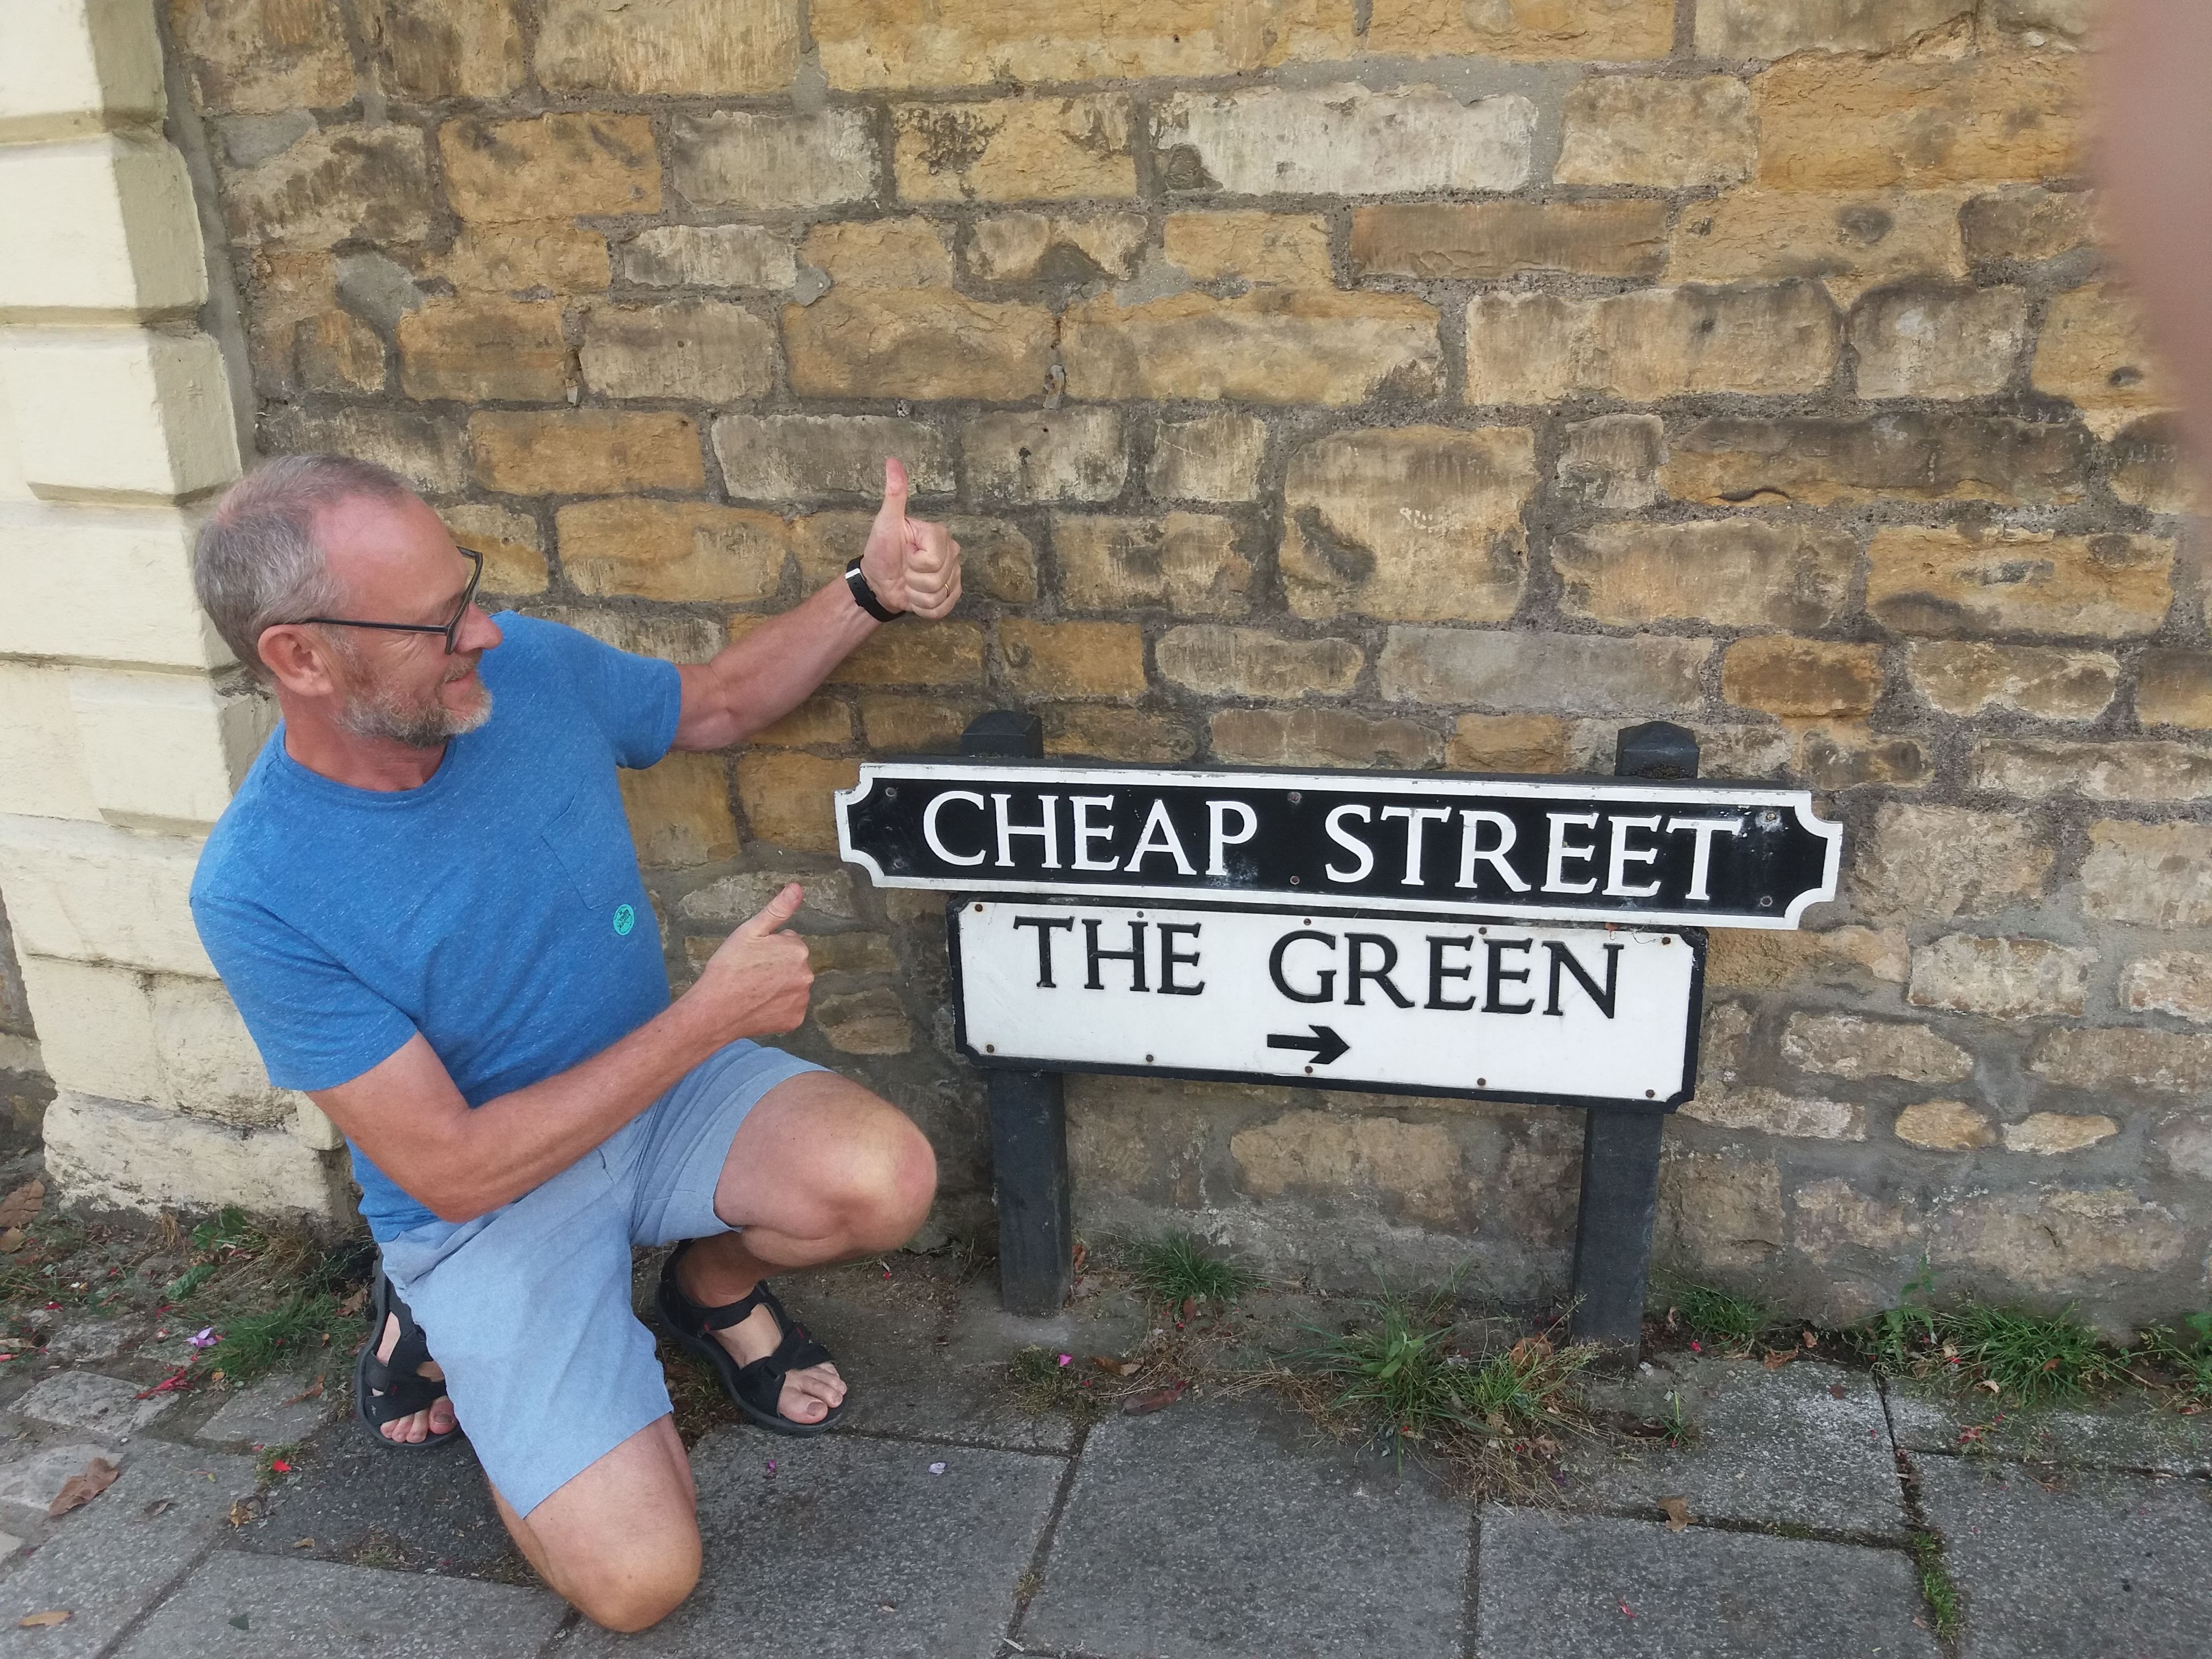 CHEAP STREET
THE GREEN
→